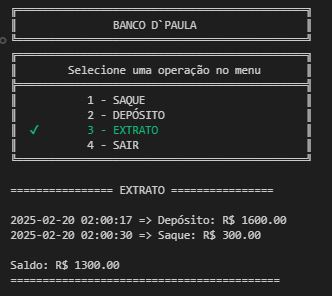 BANCO D`PAULA
Selecione uma operação no menu
1 - SAQUE
2 - DEPÓSITO
✓ 3 - EXTRATO
4 - SAIR
================ EXTRATO ================
2025-02-20 02:00:17 => Depósito: R$ 1600.00
2025-02-20 02:00:30 => Saque: R$ 300.00
Saldo: R$ 1300.00
==========================================